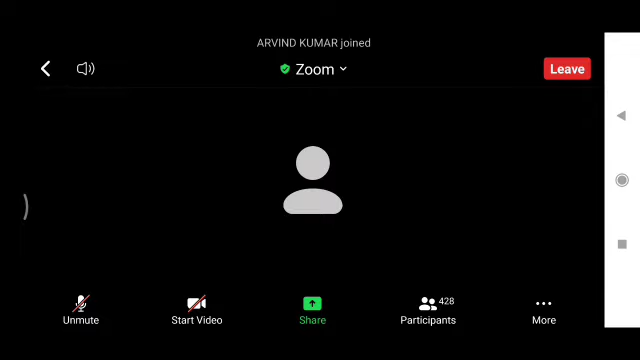 ARVIND KUMAR joined
Zoom
Leave
428
Unmute
Start Video
Share
Participants
More